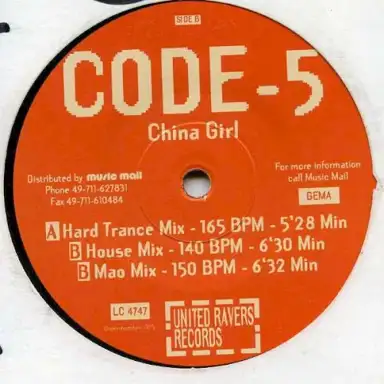 SIDE B
CODE-5
China Girl
Distributed by music mail
Phone 49-711-627831
Fax 49-711-610484
For more information
call Music Mail
GEMA
A Hard Trance Mix - 165 BPM - 5'28 Min
B House Mix - 140 BPM - 6'30 Min
B Mao Mix - 150 BPM - 6'32 Min
LC 4747
UNITED RAVERS
RECORDS